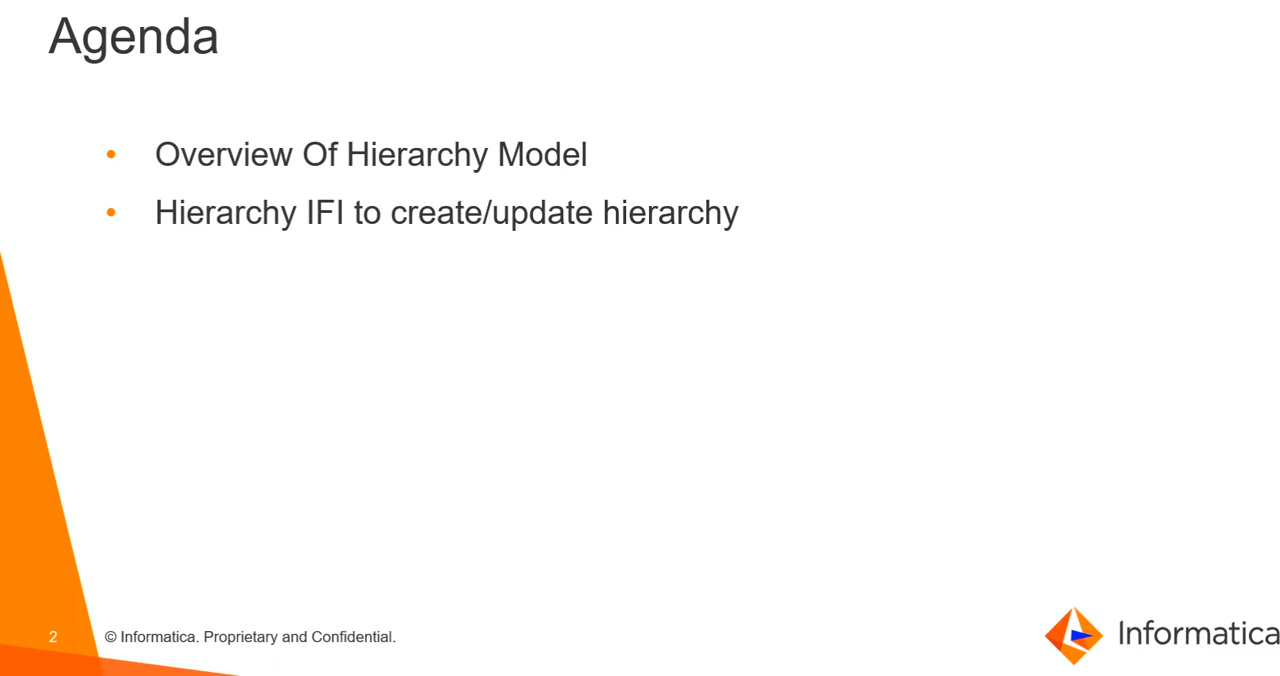 Agenda
• Overview Of Hierarchy Model
• Hierarchy IFI to create/update hierarchy
2 © Informatica. Proprietary and Confidential.
Informatica